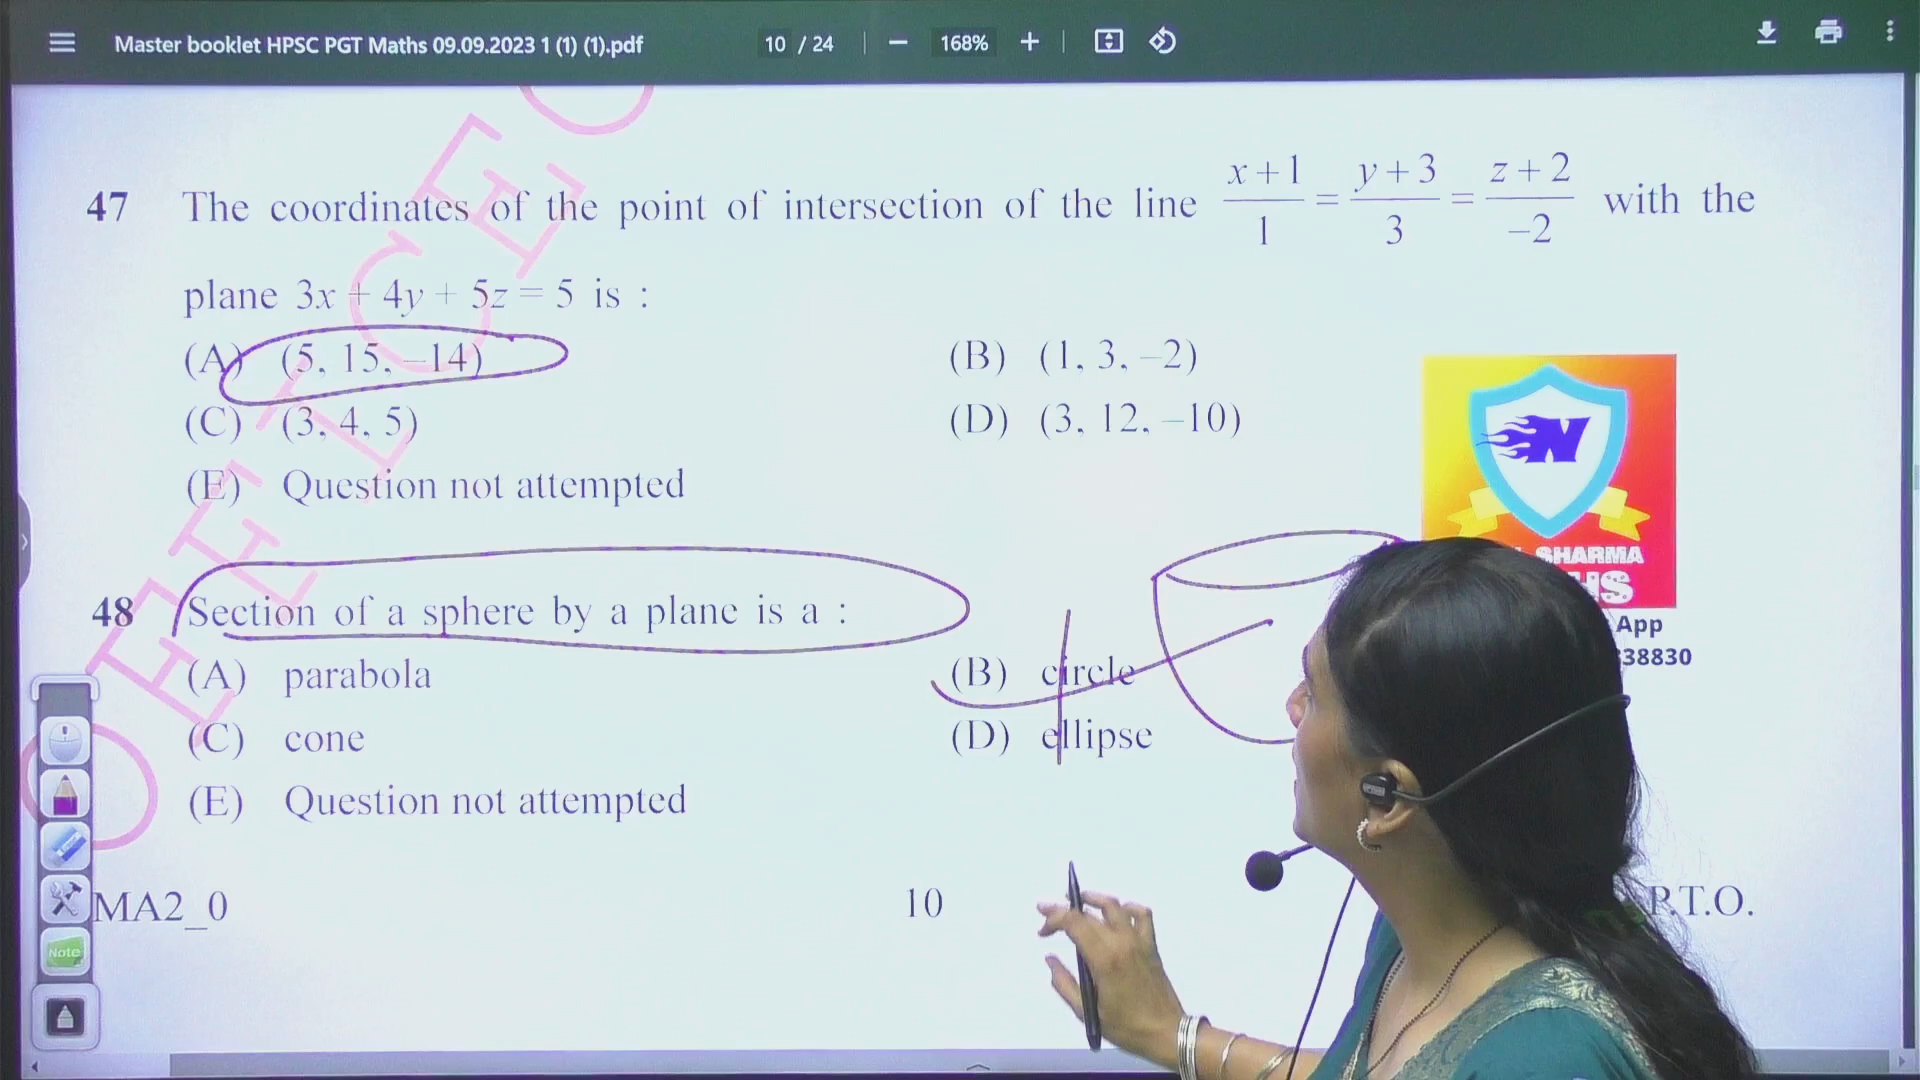 Master booklet HPSC PGT Maths 09.09.2023 1 (1) (1).pdf
10 / 24
168%
47 The coordinates of the point of intersection of the line x+1/1 = y+3/3 = z+2/−2 with the
plane 3x + 4y + 5z = 5 is :
(A) (5, 15, −14)
(B) (1, 3, −2)
(C) (3, 4, 5)
(D) (3, 12, −10)
(E) Question not attempted
SHARMA
App
38830
48 Section of a sphere by a plane is a :
(A) parabola
(B) circle
(C) cone
(D) ellipse
(E) Question not attempted
Note
MA2_0
10
P.T.O.